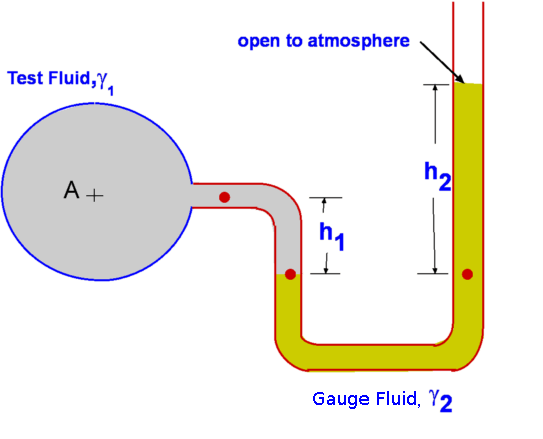 open to atmosphere
Test Fluid,γ1
A
h2
h1
Gauge Fluid, γ2